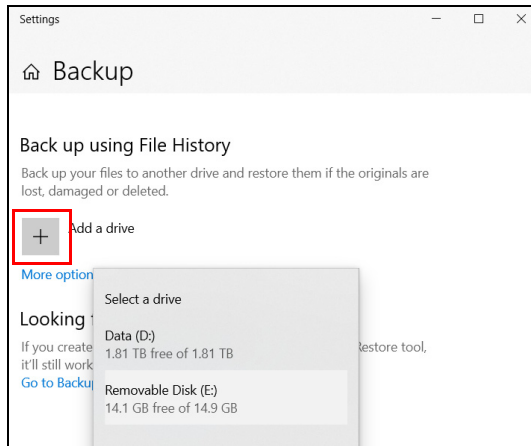 Settings
Backup
Back up using File History
Back up your files to another drive and restore them if the originals are
lost, damaged or deleted.
Add a drive
More option
Select a drive
Looking
Data (D:)
1.81 TB free of 1.81 TB
If you create
Restore tool,
it'll still work
Removable Disk (E:)
Go to Backu
14.1 GB free of 14.9 GB